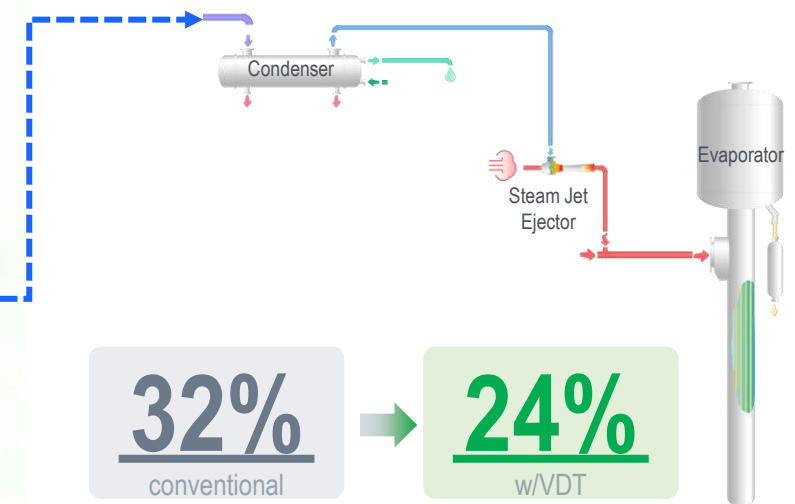 Condenser
Evaporator
Steam Jet
Ejector
32%
conventional
24%
w/VDT